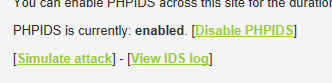 You can enable PHPIDS across this site for the duration
PHPIDS is currently: enabled. [Disable PHPIDS]
[Simulate attack] - [View IDS log]